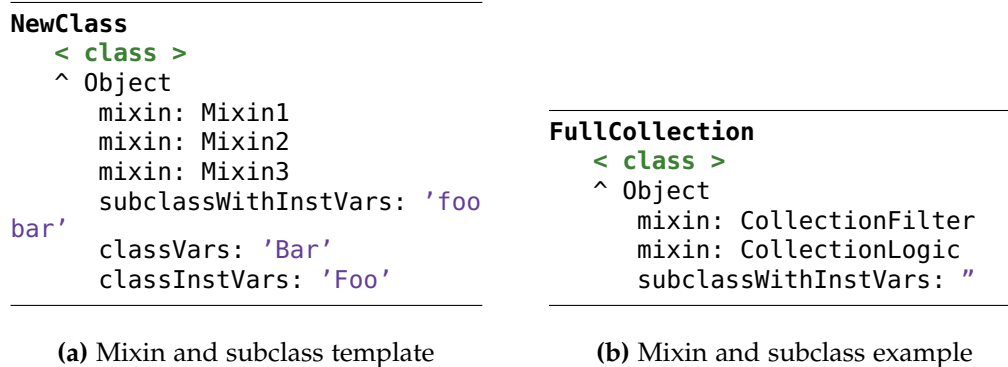 NewClass
< class >
^ Object
mixin: Mixin1
mixin: Mixin2
mixin: Mixin3
subclassWithInstVars: ’foo
bar’
classVars: ’Bar’
classInstVars: ’Foo’
(a) Mixin and subclass template
FullCollection
< class >
^ Object
mixin: CollectionFilter
mixin: CollectionLogic
subclassWithInstVars: ”
(b) Mixin and subclass example